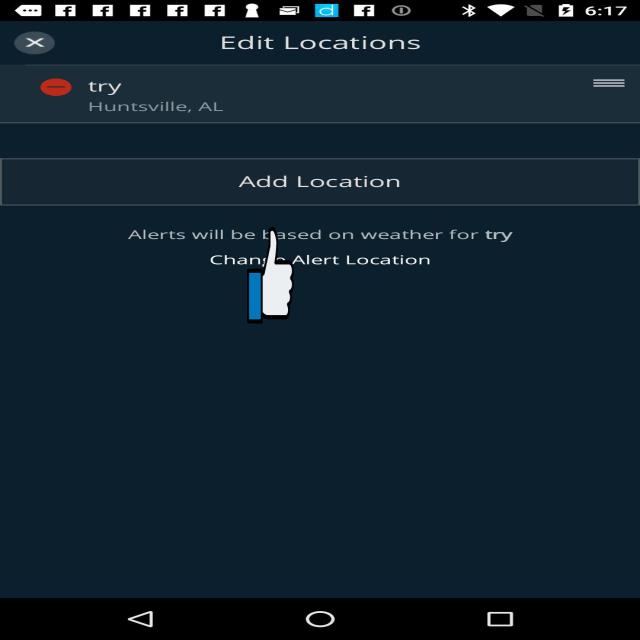 6:17
Edit Locations
try
Huntsville, AL
Add Location
Alerts will be based on weather for try
Change Alert Location